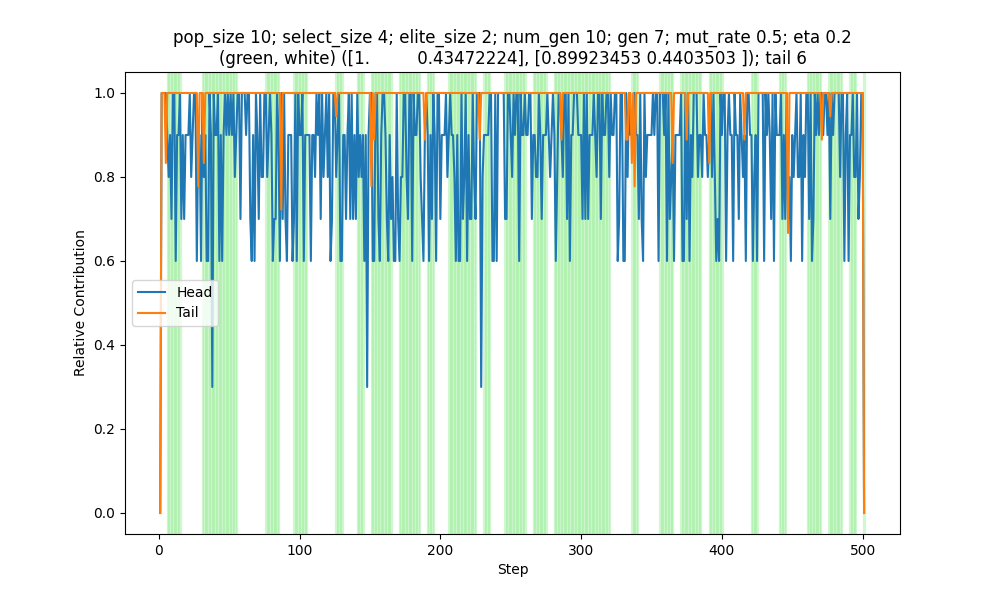 pop_size 10; select_size 4; elite_size 2; num_gen 10; gen 7; mut_rate 0.5; eta 0.2
(green, white) ([1.         0.43472224], [0.89923453 0.4403503 ]); tail 6
1.0
0.8
0.6
0.4
0.2
0.0
Relative Contribution
Head
Tail
0
100
200
300
400
500
Step